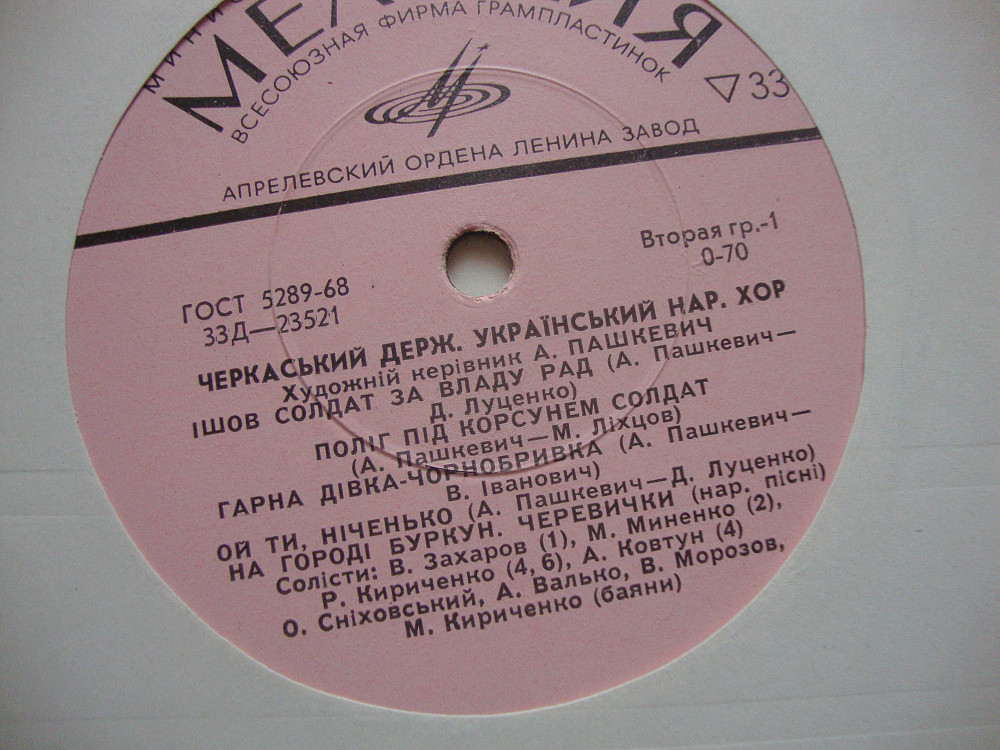 ВСЕСОЮЗНАЯ ФИРМА ГРАМПЛАСТИНОК
▽33
АПРЕЛЕВСКИЙ ОРДЕНА ЛЕНИНА ЗАВОД
Вторая гр.-1
0-70
ГОСТ 5289-68
33Д—23521
ЧЕРКАСЬКИЙ ДЕРЖ. УКРАЇНСЬКИЙ НАР. ХОР
Художній керівник А. ПАШКЕВИЧ
ІШОВ СОЛДАТ ЗА ВЛАДУ РАД (А. Пашкевич—
Д. Луценко)
ПОЛІГ ПІД КОРСУНЕМ СОЛДАТ
(А. Пашкевич—М. Ліхцов)
ГАРНА ДІВКА-ЧОРНОБРИВКА (А. Пашкевич—
В. Іванович)
ОЙ ТИ, НІЧЕНЬКО (А. Пашкевич—Д. Луценко)
НА ГОРОДІ БУРКУН. ЧЕРЕВИЧКИ (нар. пісні)
Солісти: В. Захаров (1), М. Миненко (2),
Р. Кириченко (4, 6), А. Ковтун (4)
О. Сніховський, А. Валько, В. Морозов,
М. Кириченко (баяни)